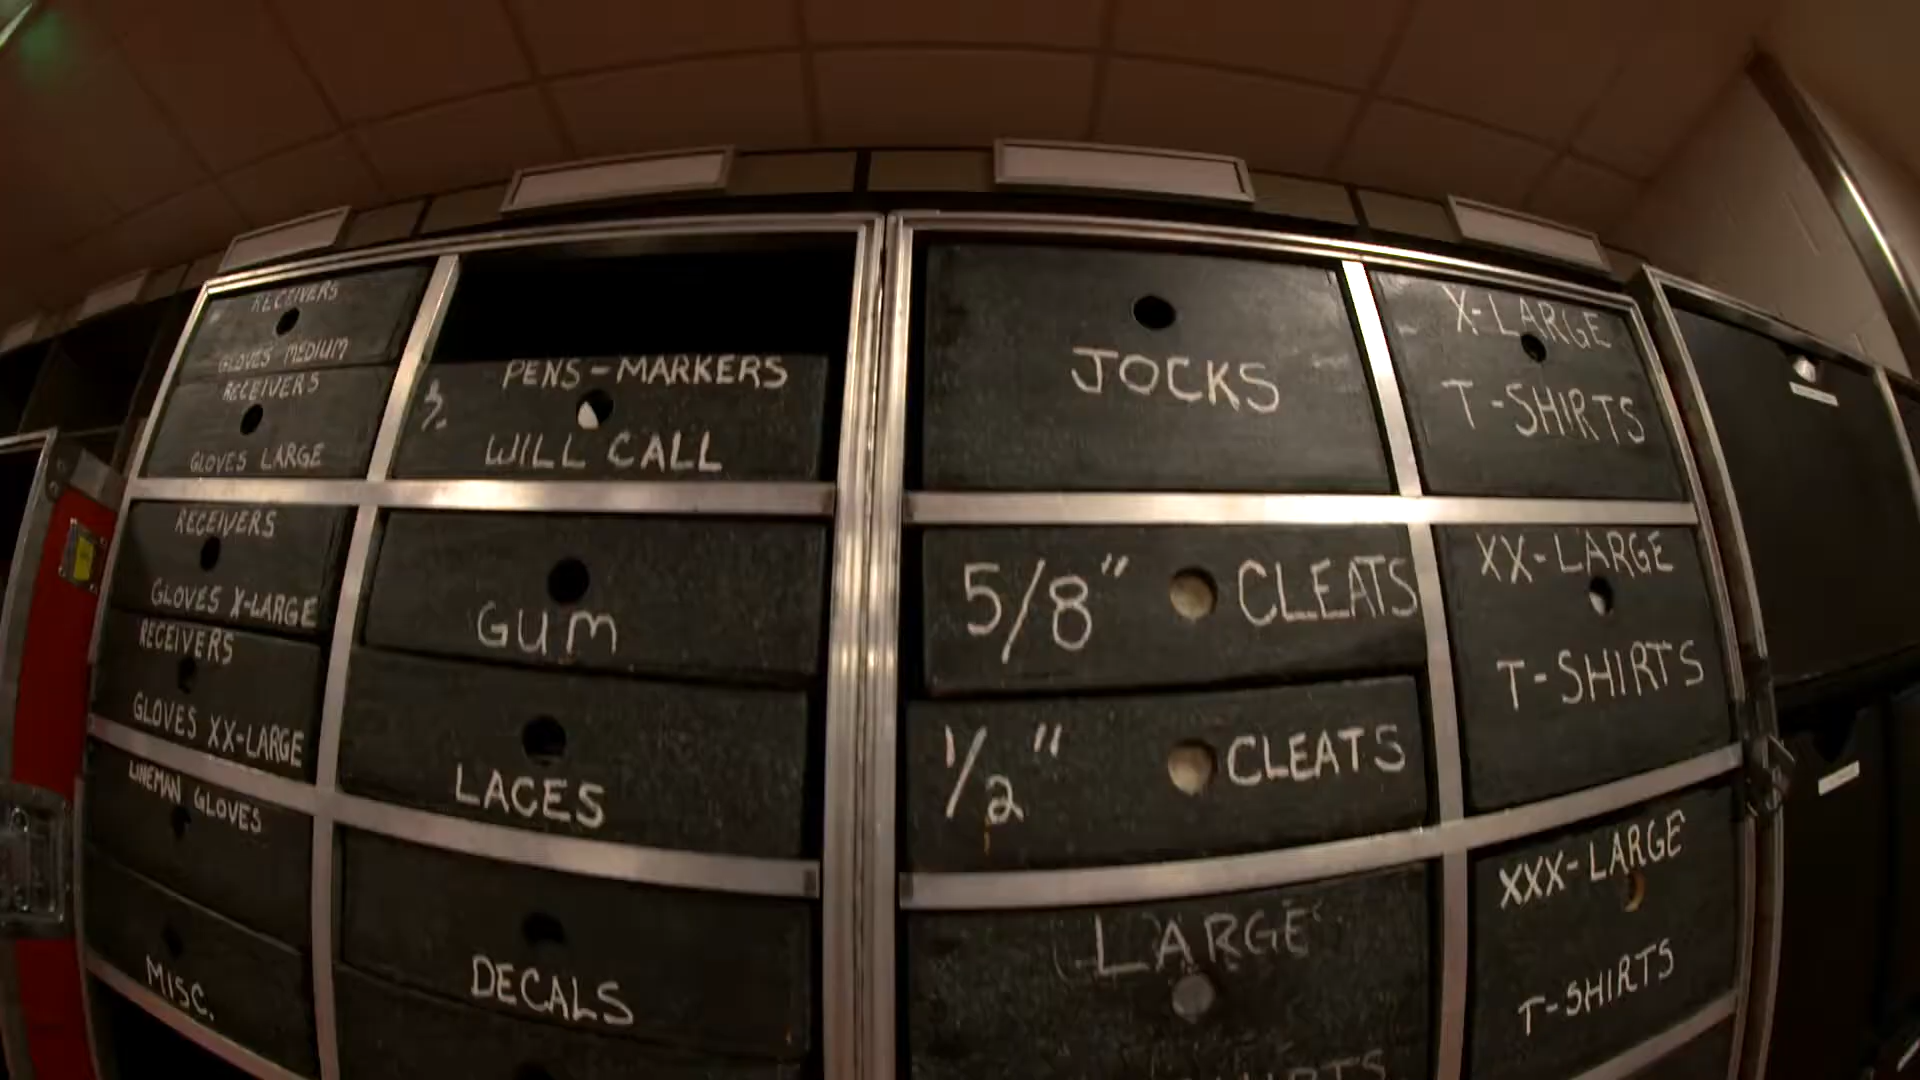 RECEIVERS
GLOVES MEDIUM
RECEIVERS
GLOVES LARGE
RECEIVERS
GLOVES X-LARGE
RECEIVERS
GLOVES XX-LARGE
LINEMAN GLOVES
MISC.
PENS-MARKERS
WILL CALL
GUM
LACES
DECALS
JOCKS
5/8" CLEATS
1/2" CLEATS
LARGE
X-LARGE
T-SHIRTS
XX-LARGE
T-SHIRTS
XXX-LARGE
T-SHIRTS